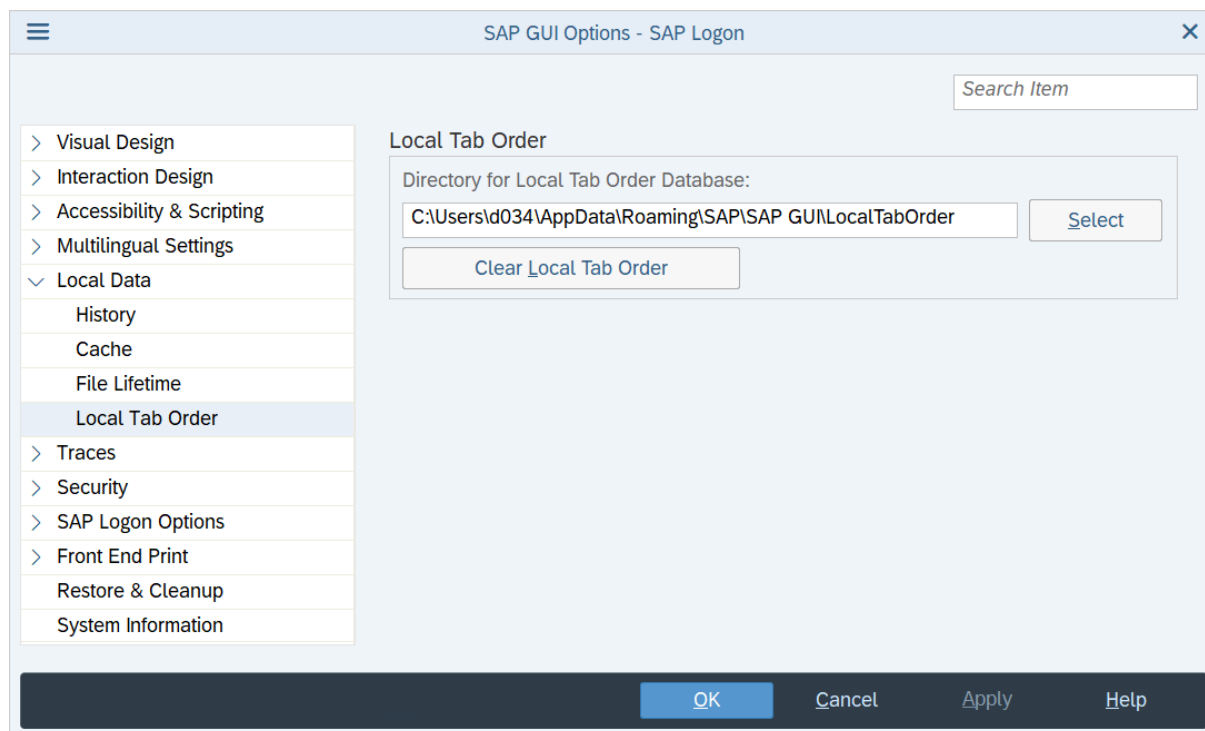 SAP GUI Options - SAP Logon
Search Item
Visual Design
Interaction Design
Accessibility & Scripting
Multilingual Settings
Local Data
History
Cache
File Lifetime
Local Tab Order
Traces
Security
SAP Logon Options
Front End Print
Restore & Cleanup
System Information
Local Tab Order
Directory for Local Tab Order Database:
C:\Users\d034\AppData\Roaming\SAP\SAP GUI\LocalTabOrder
Select
Clear Local Tab Order
OK Cancel Apply Help